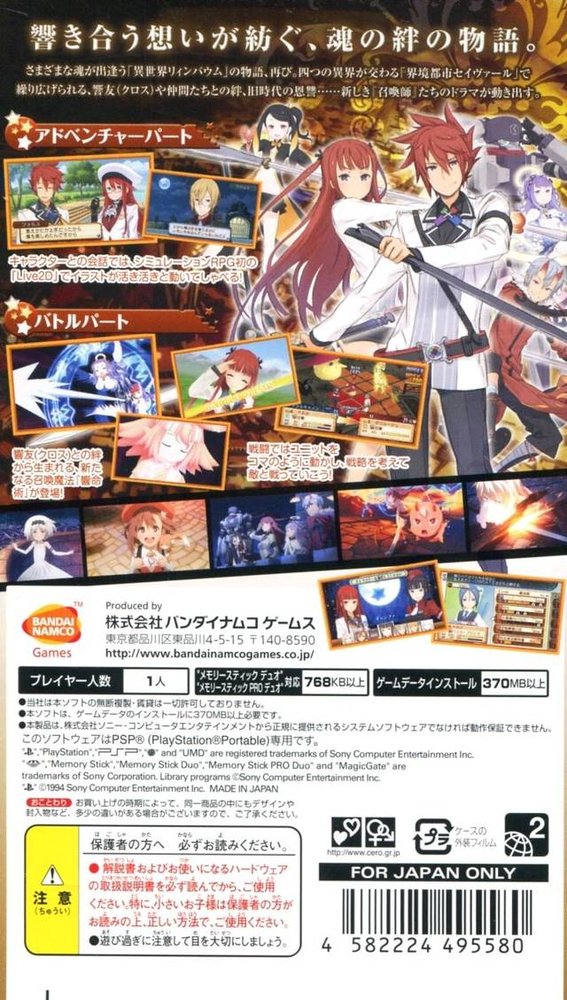 響き合う想いが紡ぐ、魂の絆の物語。
さまざまな魂が出逢う「異世界リィンバウム」の物語、再び。四つの異界が交わる「界境都市セイヴァール」で
繰り広げられる、響友(クロス)や仲間たちとの絆、旧時代の恩讐……新しき「召喚師」たちのドラマが動き出す。
アドベンチャーパート
キャラクターとの会話では、シミュレーションRPG初の
「Live2D」でイラストが活き活きと動いてしゃべる!
バトルパート
響友(クロス)との絆
から生まれる、新た
なる召喚魔法「響命
術」が登場!
戦闘ではユニットを
コマのように動かし、戦略を考えて
敵と戦っていこう!
BANDAI
NAMCO
Games
TM
Produced by
株式会社 バンダイナムコ ゲームス
東京都品川区東品川4-5-15 〒140-8590
http://www.bandainamcogames.co.jp/
プレイヤー人数 1人
"メモリースティック デュオ"
"メモリースティック PRO デュオ" 対応 768KB以上
ゲームデータインストール 370MB以上
●当社は本ソフトの無断複製・賃貸は一切許可しておりません。
●本ソフトは、ゲームデータのインストールに370MB以上必要です。
●本製品は、株式会社ソニー・コンピュータエンタテインメントから正規に提供されるシステムソフトウェアでなければ動作保証できません。
このソフトウェアはPSP® (PlayStation®Portable)専用です。
"PlayStation","PSP"," " and "UMD" are registered trademarks of Sony Computer Entertainment Inc.
"Memory Stick","Memory Stick Duo","Memory Stick PRO Duo" and "MagicGate" are
trademarks of Sony Corporation. Library programs ©Sony Computer Entertainment Inc.
©1994 Sony Computer Entertainment Inc. MADE IN JAPAN
おことわり お買い上げの時期によって、同一商品の中にもデザインや
封入物など、多少の違いがある場合がありますので、ご了承ください。
保護者の方へ 必ずお読みください。
注意
(ちゅうい)
●解説書およびお使いになるハードウェア
の取扱説明書を必ず読んでから、ご使用
ください。特に、小さいお子様は保護者の方が
お読みの上、正しい方法で、ご使用ください。
●遊び過ぎに注意して目を大切にしましょう。
http://www.cero.gr.jp
プラ
ケースの
外装フィルム
2
FOR JAPAN ONLY
4 582224 495580